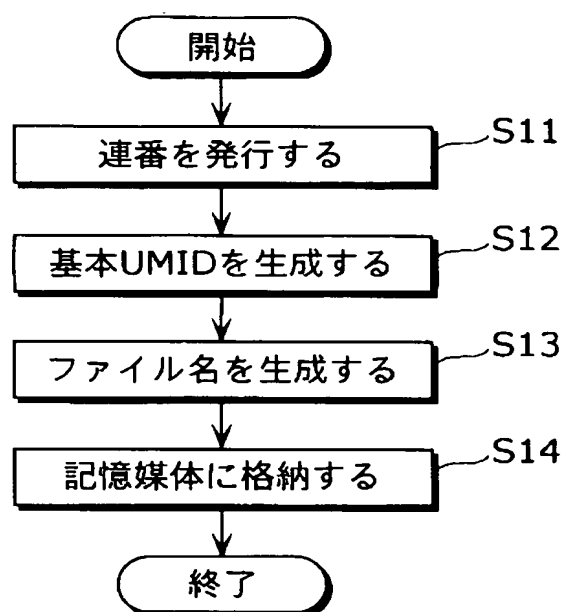 開始
連番を発行する
S11
基本UMIDを生成する
S12
ファイル名を生成する
S13
記憶媒体に格納する
S14
終了